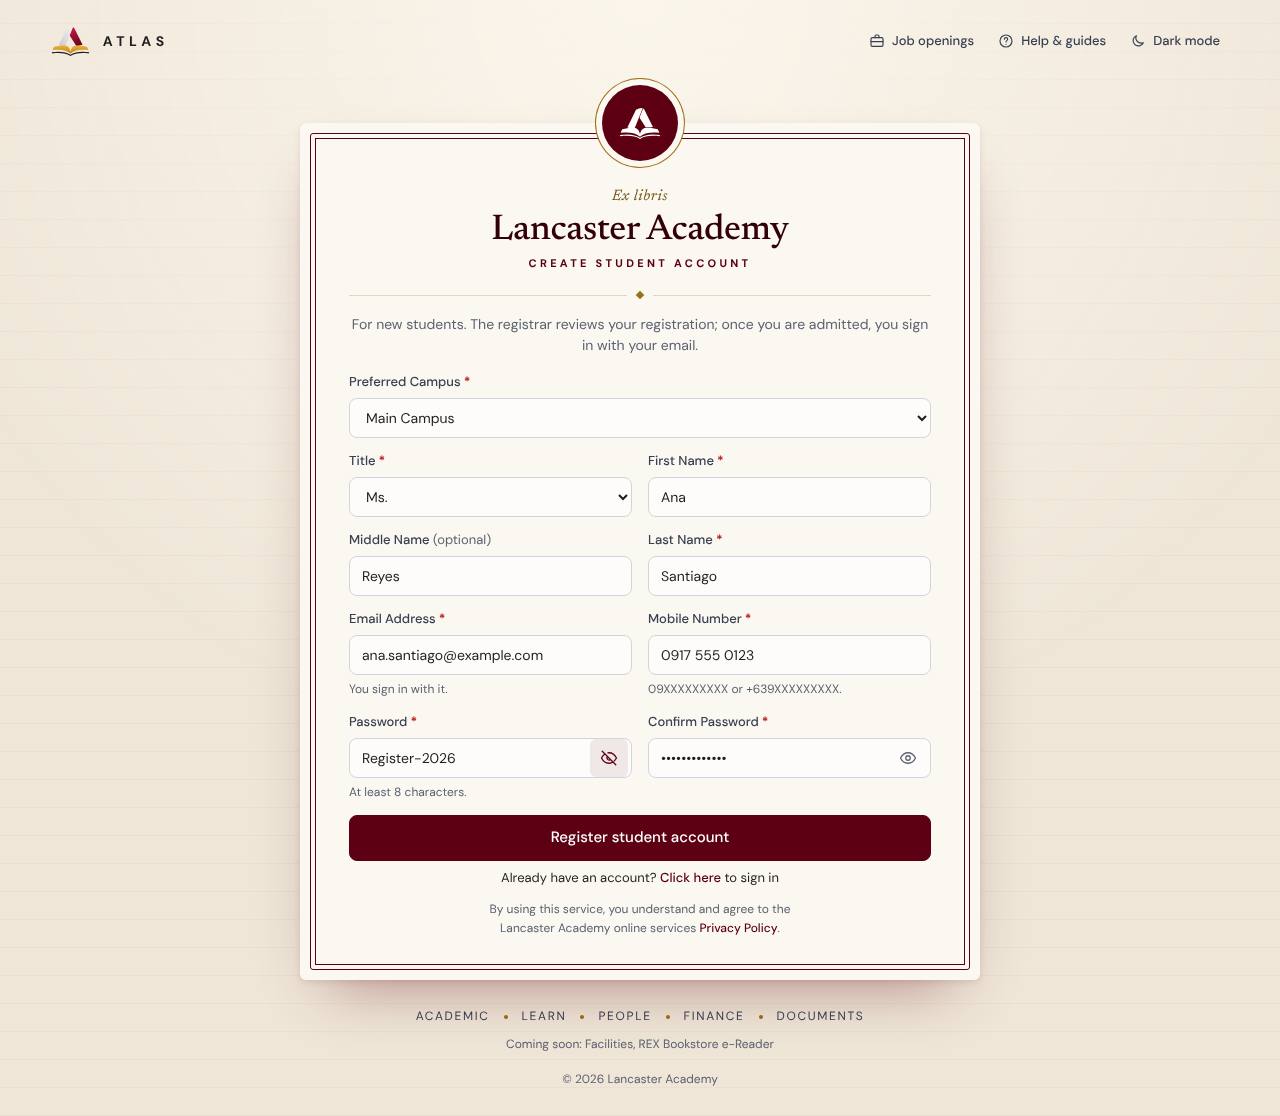 ATLAS
Job openings
Help & guides
Dark mode
Ex libris
Lancaster Academy
CREATE STUDENT ACCOUNT
For new students. The registrar reviews your registration; once you are admitted, you sign
in with your email.
Preferred Campus *
Main Campus
Title *
First Name *
Ms.
Ana
Middle Name (optional)
Last Name *
Reyes
Santiago
Email Address *
Mobile Number *
ana.santiago@example.com
0917 555 0123
You sign in with it.
09XXXXXXXXX or +639XXXXXXXXX.
Password *
Confirm Password *
Register-2026
•••••••••••••
At least 8 characters.
Register student account
Already have an account? Click here to sign in
By using this service, you understand and agree to the
Lancaster Academy online services Privacy Policy.
ACADEMIC • LEARN • PEOPLE • FINANCE • DOCUMENTS
Coming soon: Facilities, REX Bookstore e-Reader
© 2026 Lancaster Academy